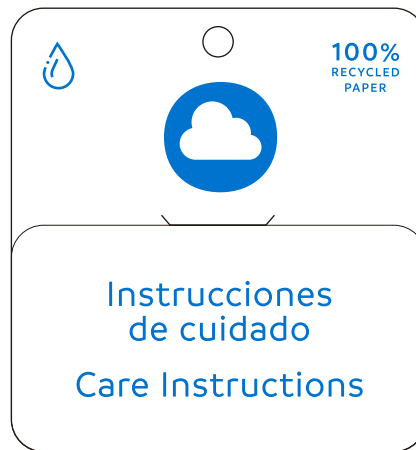 100%
RECYCLED
PAPER
Instrucciones
de cuidado
Care Instructions